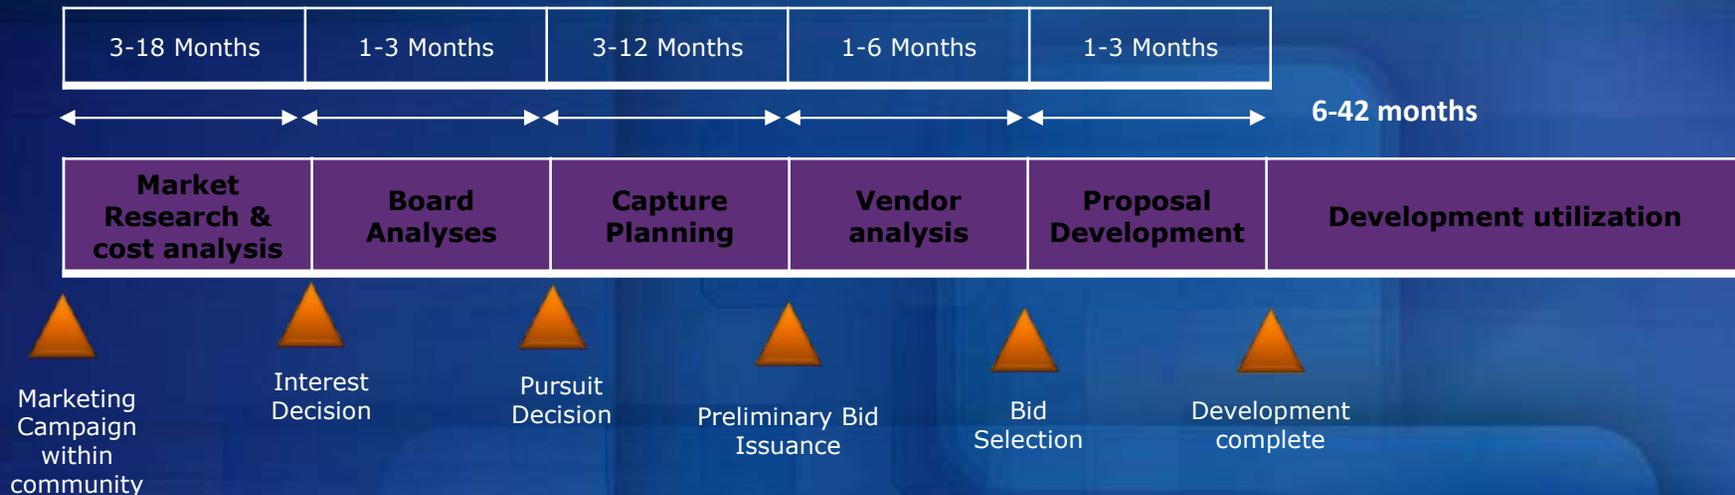 3-18 Months
1-3 Months
3-12 Months
1-6 Months
1-3 Months
6-42 months
Market
Research &
cost analysis
Board
Analyses
Capture
Planning
Vendor
analysis
Proposal
Development
Development utilization
Marketing
Campaign
within
community
Interest
Decision
Pursuit
Decision
Preliminary Bid
Issuance
Bid
Selection
Development
complete